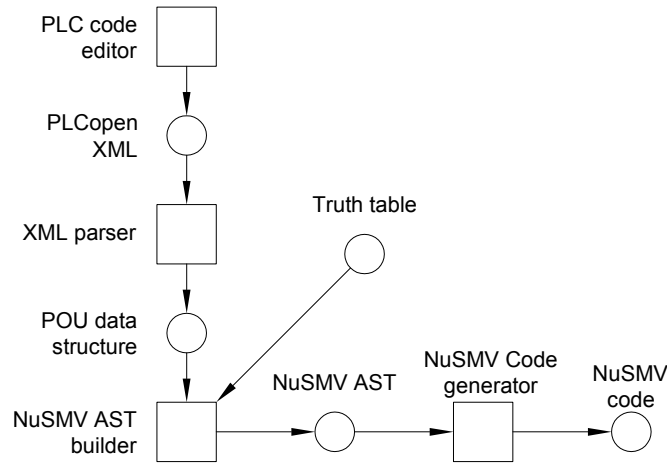 PLC code
editor
PLCopen
XML
XML parser
Truth table
POU data
structure
NuSMV AST
builder
NuSMV AST
NuSMV Code
generator
NuSMV
code